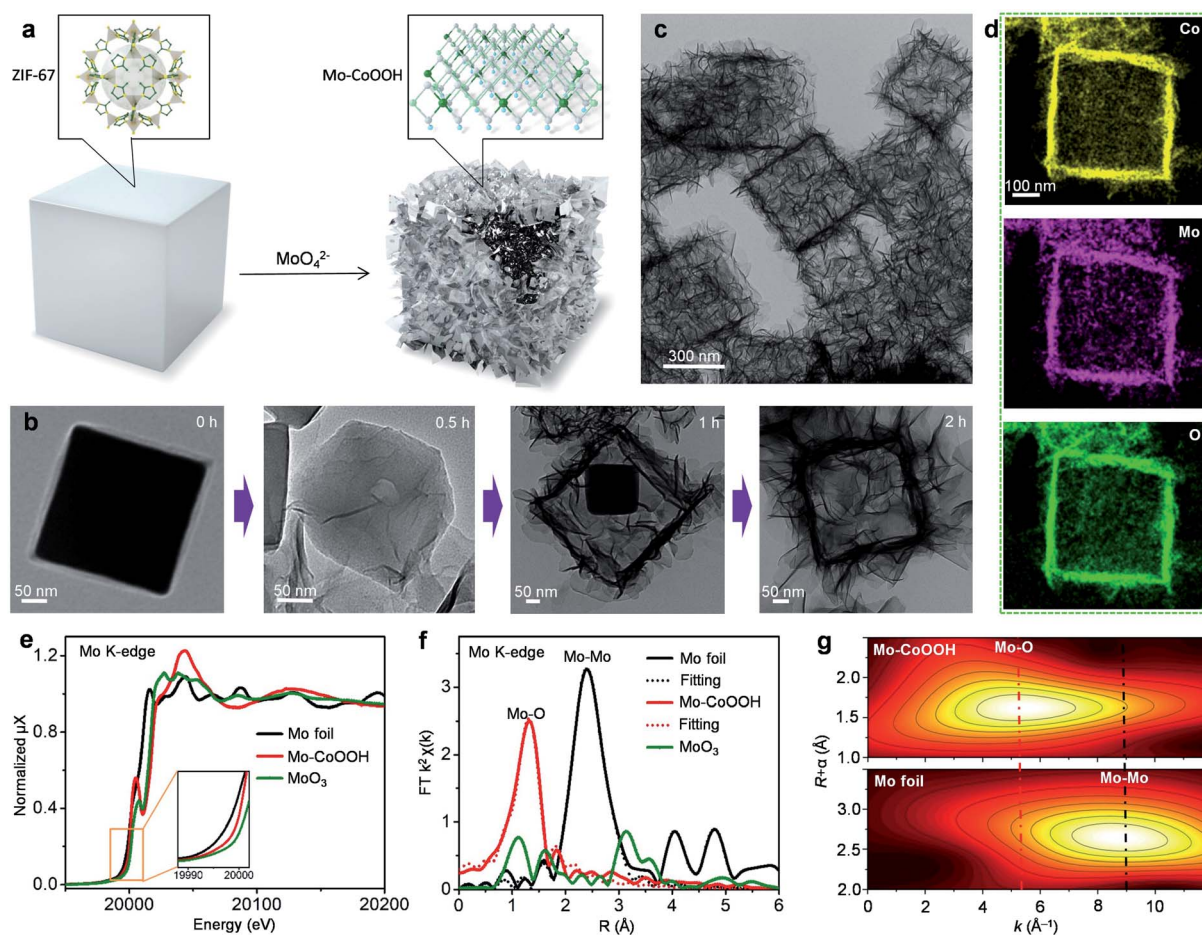 a
ZIF-67
Mo-CoOOH
MoO₄²⁻
b
0 h
50 nm
0.5 h
50 nm
1 h
50 nm
2 h
50 nm
c
300 nm
d
Co
100 nm
Mo
O
e
Mo K-edge
Normalized μX
1.2
0.8
0.4
0.0
Mo foil
Mo-CoOOH
MoO₃
19990 20000
20000 20100 20200
Energy (eV)
f
Mo K-edge
Mo-Mo
Mo-O
FT k² χ(k)
3
2
1
0
Mo foil
Fitting
Mo-CoOOH
Fitting
MoO₃
0 1 2 3 4 5 6
R (Å)
g
Mo-CoOOH
Mo-O
2.0
1.5
1.0
R+α (Å)
Mo foil
Mo-Mo
3.0
2.5
2.0
0 2 4 6 8 10
k (Å⁻¹)